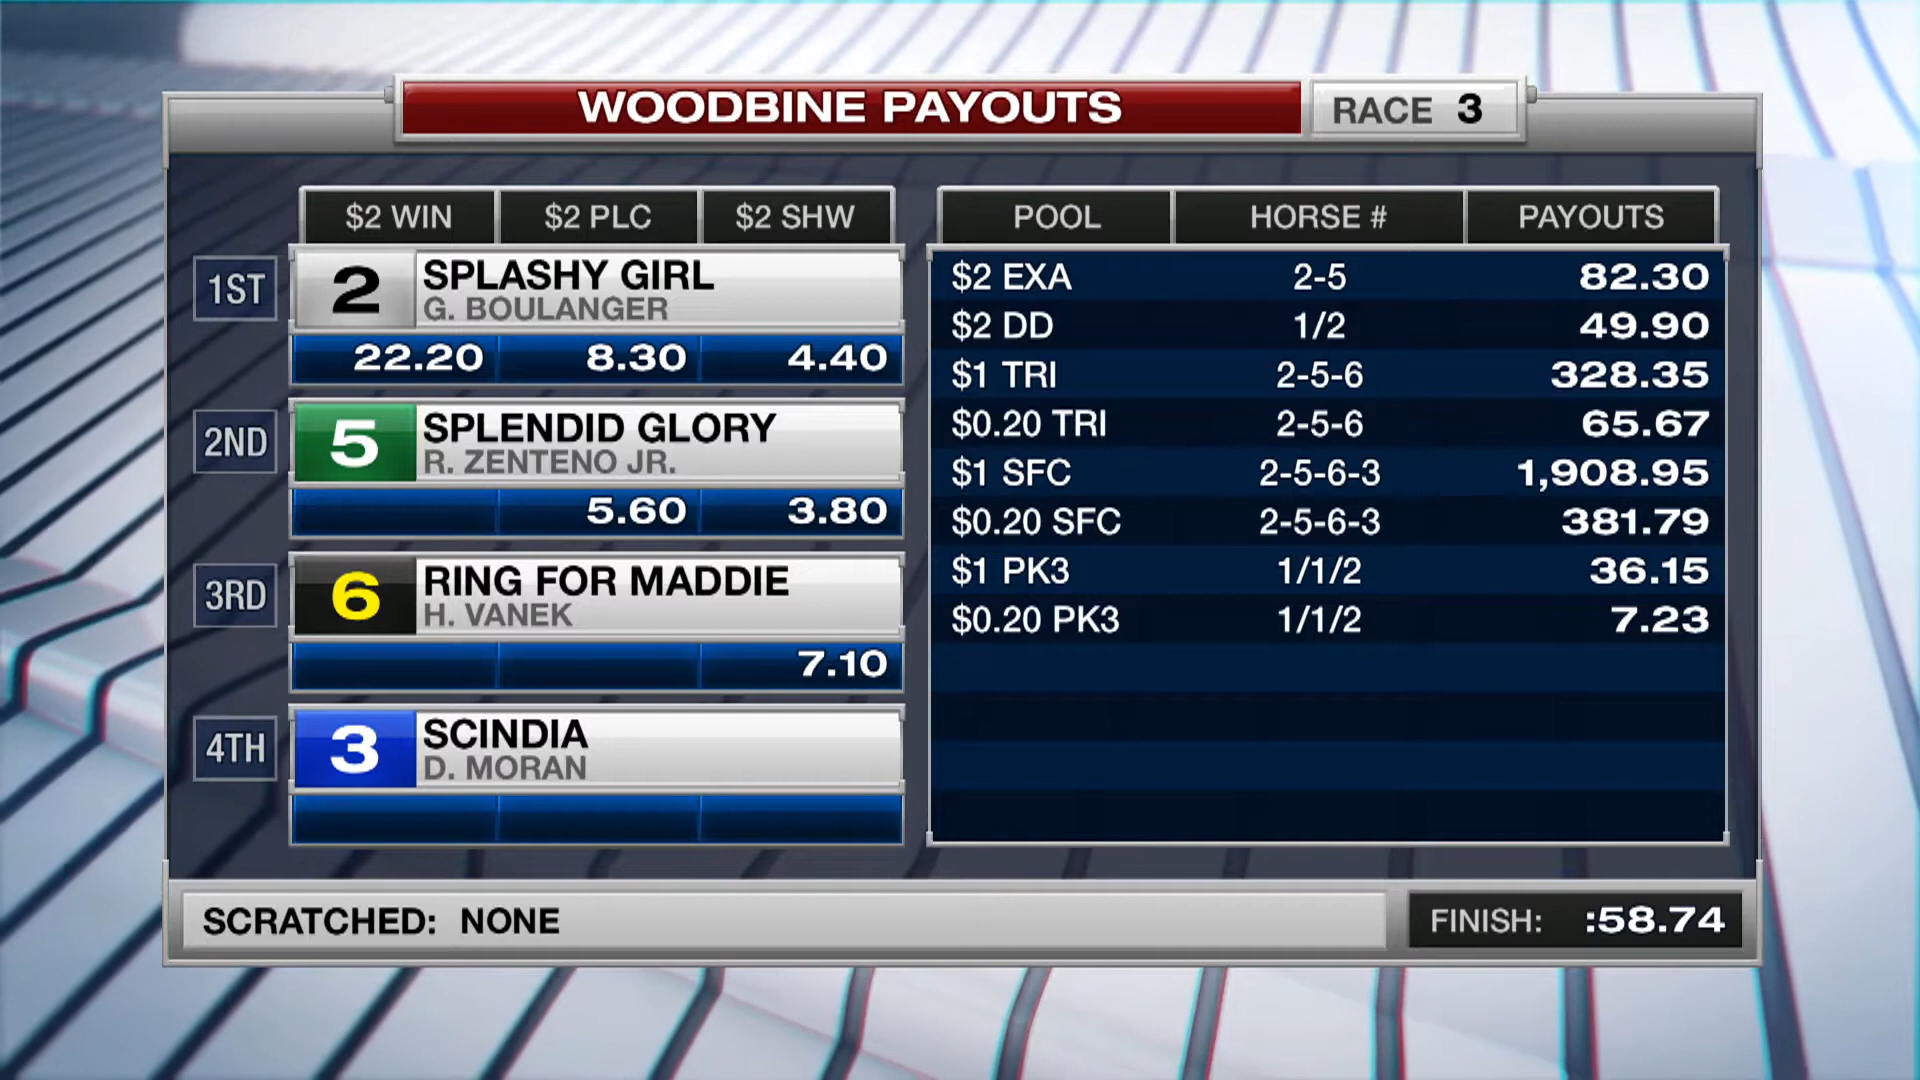 WOODBINE PAYOUTS
RACE 3
$2 WIN $2 PLC $2 SHW
1ST 2 SPLASHY GIRL
G. BOULANGER
22.20 8.30 4.40
2ND 5 SPLENDID GLORY
R. ZENTENO JR.
5.60 3.80
3RD 6 RING FOR MADDIE
H. VANEK
7.10
4TH 3 SCINDIA
D. MORAN
POOL HORSE # PAYOUTS
$2 EXA 2-5 82.30
$2 DD 1/2 49.90
$1 TRI 2-5-6 328.35
$0.20 TRI 2-5-6 65.67
$1 SFC 2-5-6-3 1,908.95
$0.20 SFC 2-5-6-3 381.79
$1 PK3 1/1/2 36.15
$0.20 PK3 1/1/2 7.23
SCRATCHED: NONE
FINISH: :58.74